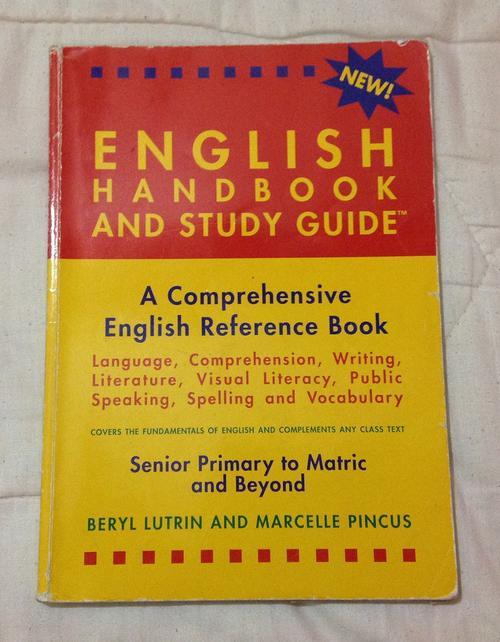 NEW!
ENGLISH
HANDBOOK
AND STUDY GUIDE™
A Comprehensive
English Reference Book
Language, Comprehension, Writing,
Literature, Visual Literacy, Public
Speaking, Spelling and Vocabulary
COVERS THE FUNDAMENTALS OF ENGLISH AND COMPLEMENTS ANY CLASS TEXT
Senior Primary to Matric
and Beyond
BERYL LUTRIN AND MARCELLE PINCUS